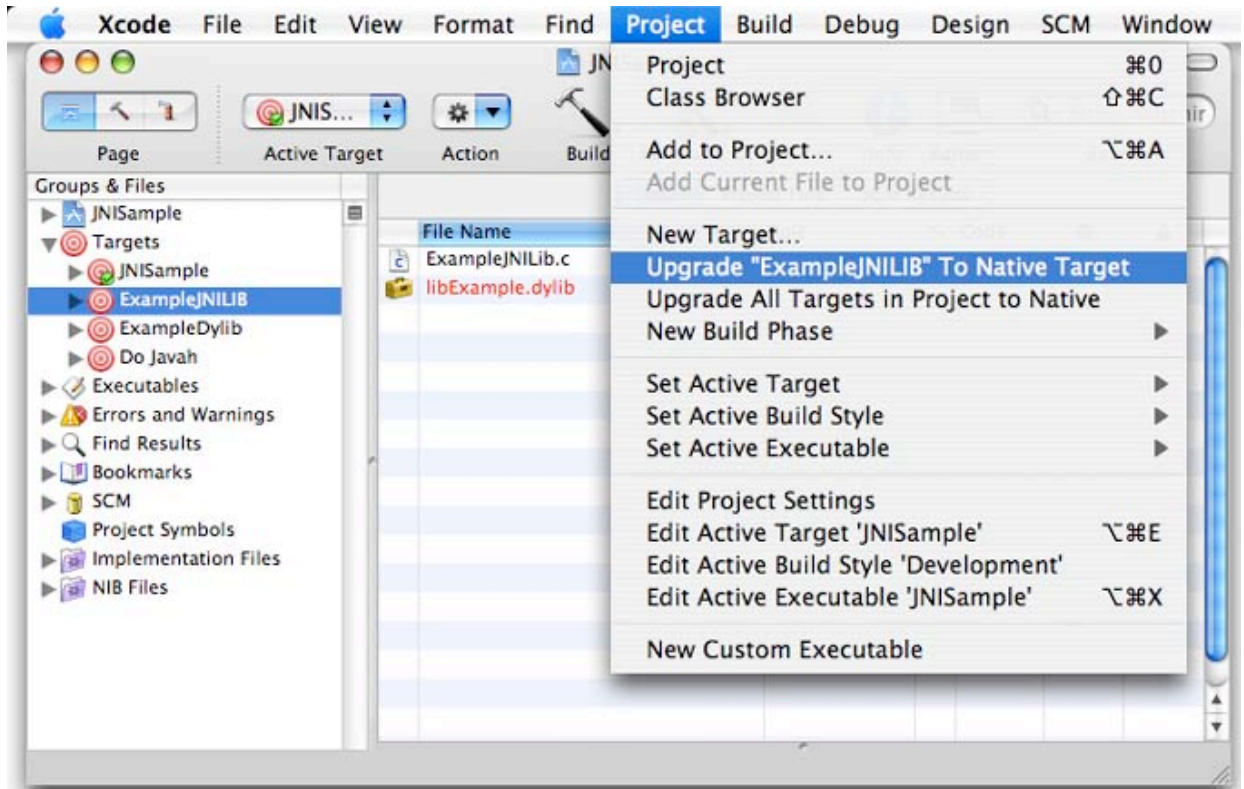 Xcode File Edit View Format Find Project Build Debug Design SCM Window
JN
JNIS...
Page Active Target Action Build
Groups & Files
JNISample
Targets
JNISample
ExampleJNILIB
ExampleDylib
Do Javah
Executables
Errors and Warnings
Find Results
Bookmarks
SCM
Project Symbols
Implementation Files
NIB Files
File Name
ExampleJNILib.c
libExample.dylib
Project ⌘0
Class Browser ⇧⌘C
Add to Project... ⌥⌘A
Add Current File to Project
New Target...
Upgrade "ExampleJNILIB" To Native Target
Upgrade All Targets in Project to Native
New Build Phase
Set Active Target
Set Active Build Style
Set Active Executable
Edit Project Settings
Edit Active Target 'JNISample' ⌥⌘E
Edit Active Build Style 'Development'
Edit Active Executable 'JNISample' ⌥⌘X
New Custom Executable